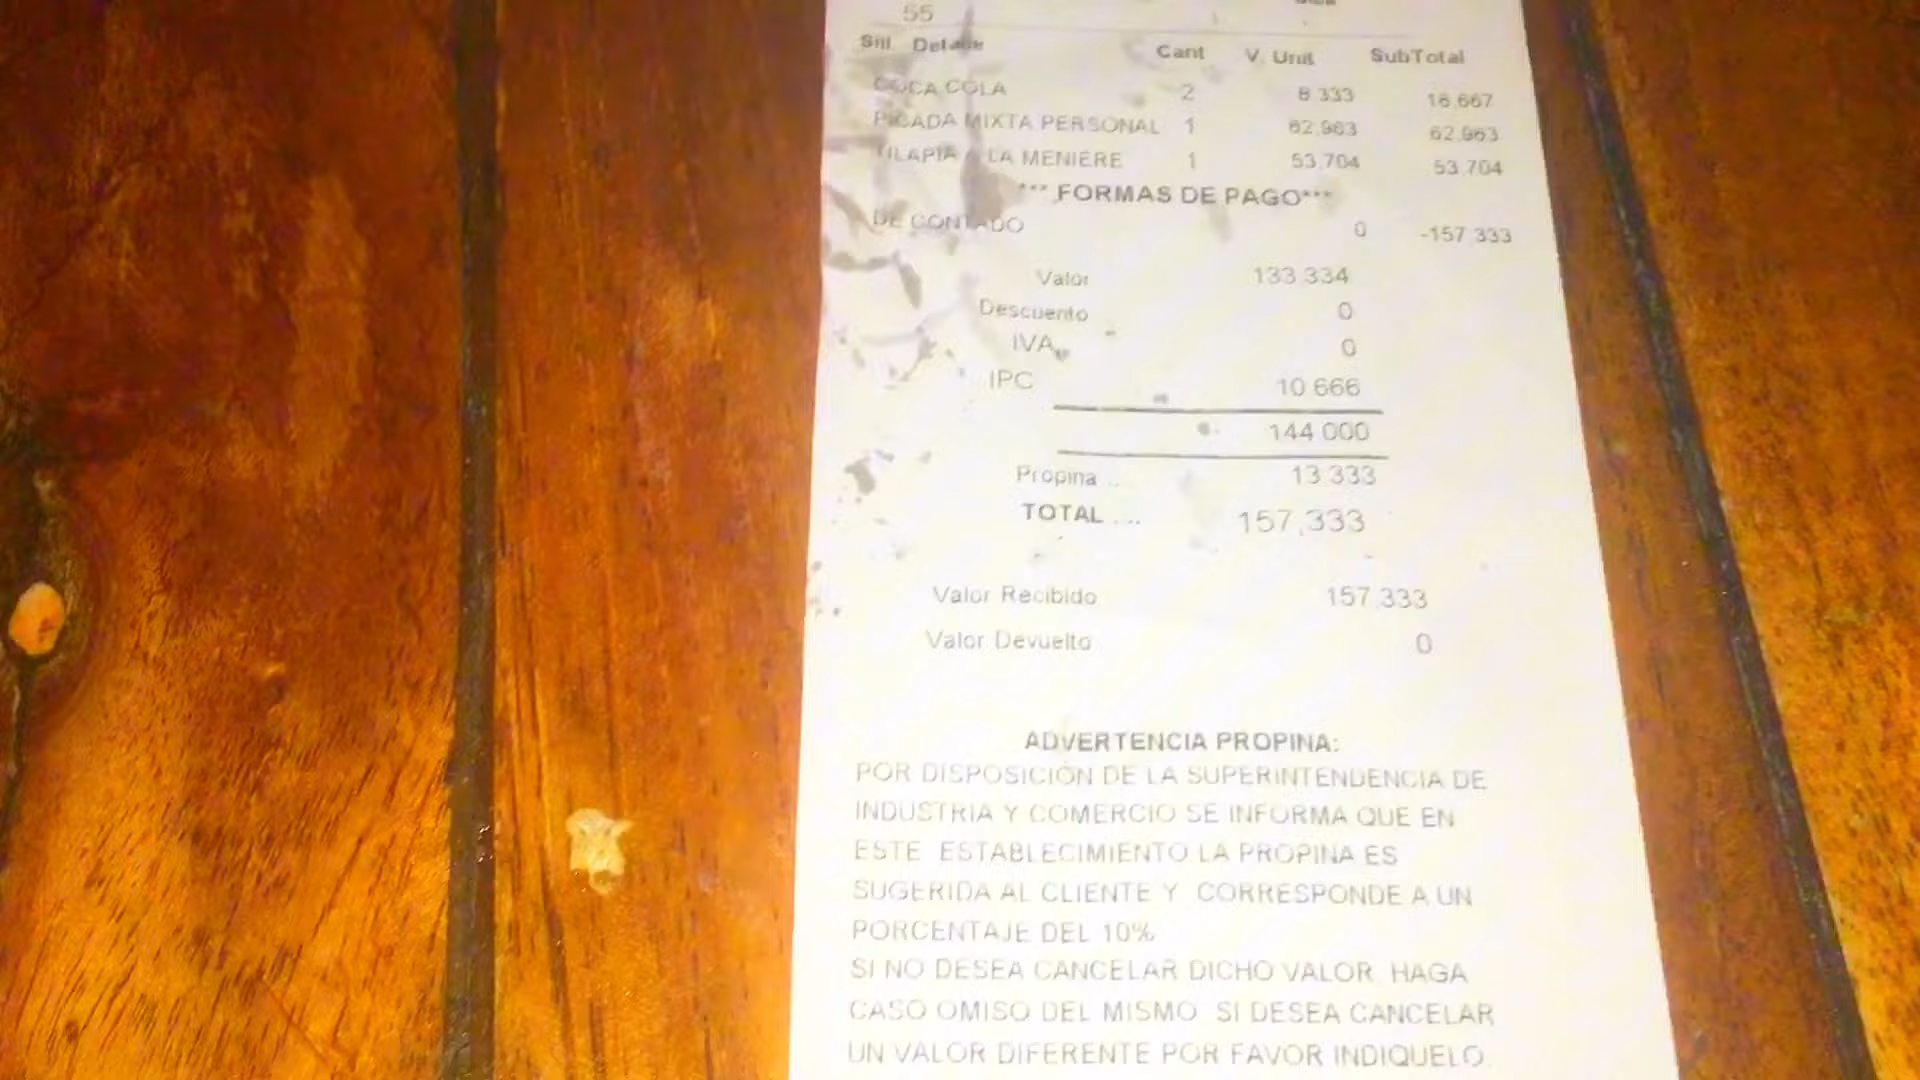 55
Sill Detalle Cant V. Unit SubTotal
COCA COLA 2 8.333 16.667
PICADA MIXTA PERSONAL 1 62.963 62.963
TILAPIA A LA MENIERE 1 53.704 53.704
*** FORMAS DE PAGO***
DE CONTADO 0 -157.333
Valor 133.334
Descuento 0
IVA 0
IPC 10.666
144.000
Propina ... 13.333
TOTAL .... 157,333
Valor Recibido 157,333
Valor Devuelto 0
ADVERTENCIA PROPINA:
POR DISPOSICIÓN DE LA SUPERINTENDENCIA DE
INDUSTRIA Y COMERCIO SE INFORMA QUE EN
ESTE ESTABLECIMIENTO LA PROPINA ES
SUGERIDA AL CLIENTE Y CORRESPONDE A UN
PORCENTAJE DEL 10%
SI NO DESEA CANCELAR DICHO VALOR HAGA
CASO OMISO DEL MISMO SI DESEA CANCELAR
UN VALOR DIFERENTE POR FAVOR INDIQUELO